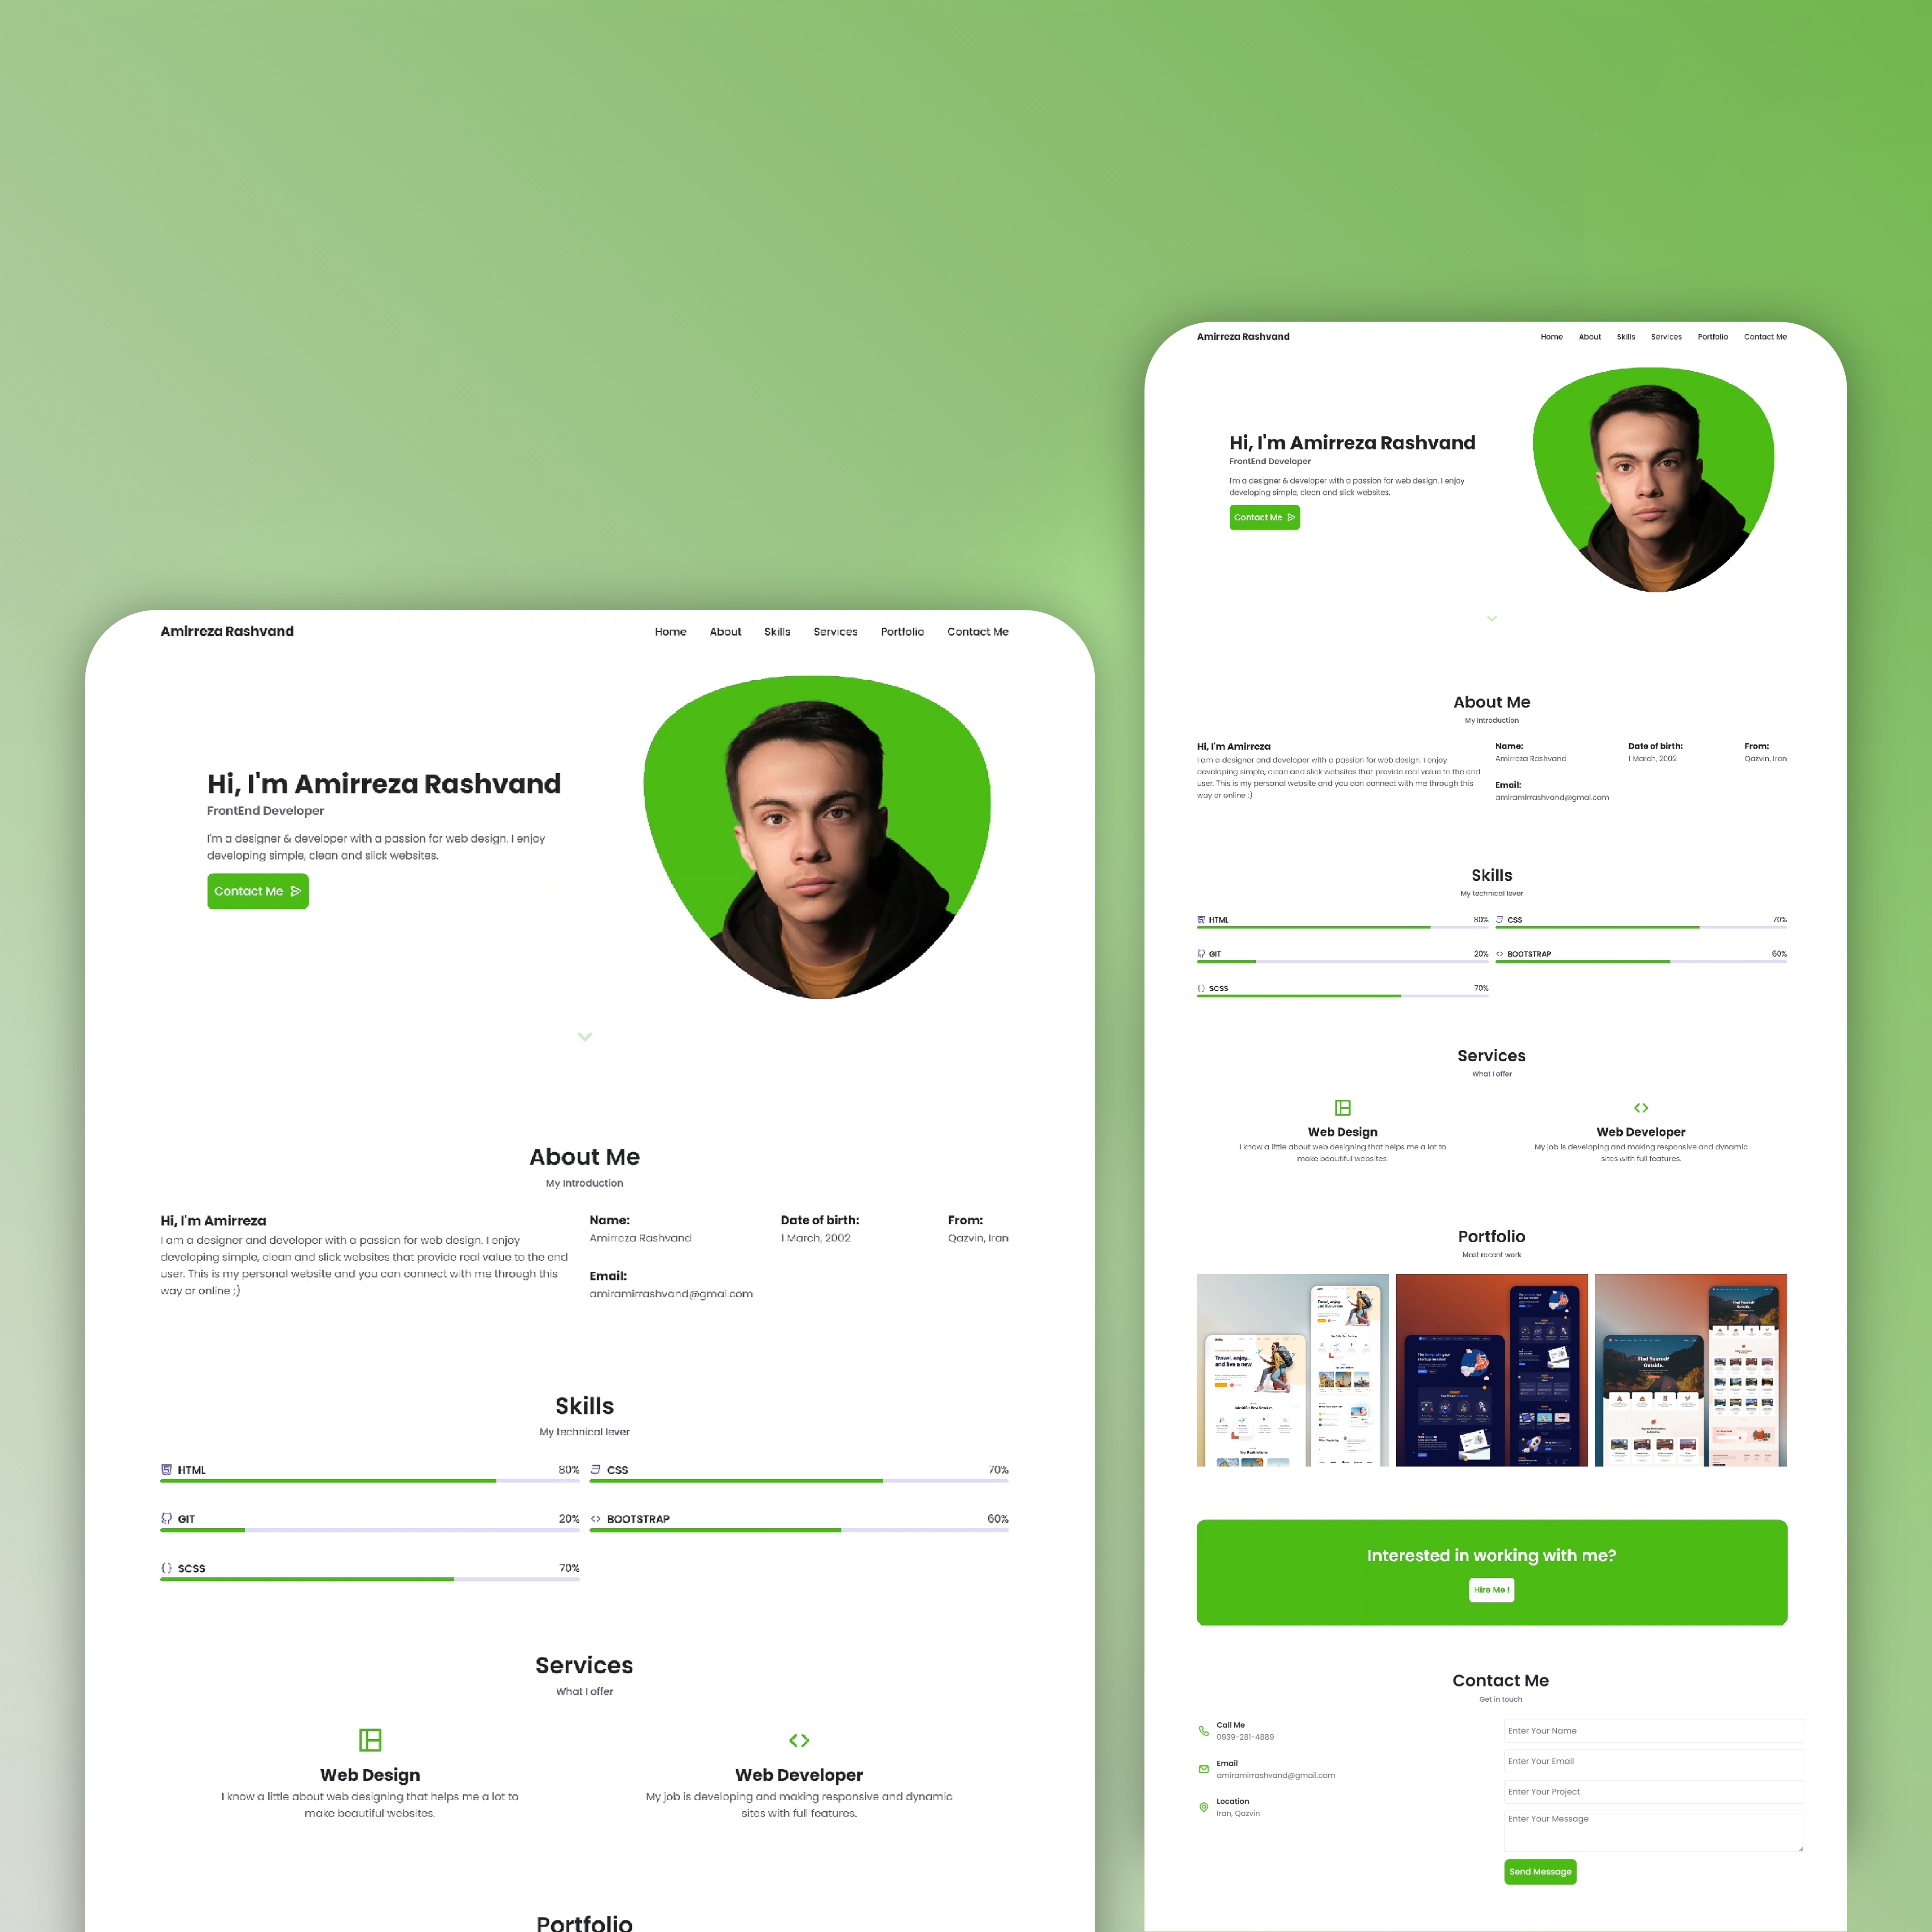 Amirreza Rashvand
Home About Skills Services Portfolio Contact Me
Hi, I'm Amirreza Rashvand
FrontEnd Developer
I'm a designer & developer with a passion for web design. I enjoy
developing simple, clean and slick websites.
Contact Me
About Me
My Introduction
Hi, I'm Amirreza
I am a designer and developer with a passion for web design. I enjoy
developing simple, clean and slick websites that provide real value to the end
user. This is my personal website and you can connect with me through this
way or online ;)
Name:
Amirreza Rashvand
Date of birth:
1 March, 2002
From:
Qazvin, Iran
Email:
amiramirrashvand@gmal.com
Skills
My technical lever
HTML 80%
CSS 70%
GIT 20%
BOOTSTRAP 60%
SCSS 70%
Services
What I offer
Web Design
I know a little about web designing that helps me a lot to
make beautiful websites.
Web Developer
My job is developing and making responsive and dynamic
sites with full features.
Portfolio
Amirreza Rashvand
Home About Skills Services Portfolio Contact Me
Hi, I'm Amirreza Rashvand
FrontEnd Developer
I'm a designer & developer with a passion for web design. I enjoy
developing simple, clean and slick websites.
Contact Me
About Me
My Introduction
Hi, I'm Amirreza
I am a designer and developer with a passion for web design. I enjoy
developing simple, clean and slick websites that provide real value to the end
user. This is my personal website and you can connect with me through this
way or online ;)
Name:
Amirreza Rashvand
Date of birth:
1 March, 2002
From:
Qazvin, Iran
Email:
amiramirrashvand@gmal.com
Skills
My technical lever
HTML 80%
CSS 70%
GIT 20%
BOOTSTRAP 60%
SCSS 70%
Services
What I offer
Web Design
I know a little about web designing that helps me a lot to
make beautiful websites.
Web Developer
My job is developing and making responsive and dynamic
sites with full features.
Portfolio
Most recent work
Travel, enjoy
and live a new
Travel, enjoy
and live a new
Find Yourself
Outside.
Interested in working with me?
Hire Me !
Contact Me
Get in touch
Call Me
0939-281-4889
Email
amiramirrashvand@gmail.com
Location
Iran, Qazvin
Enter Your Name
Enter Your Email
Enter Your Project
Enter Your Message
Send Message